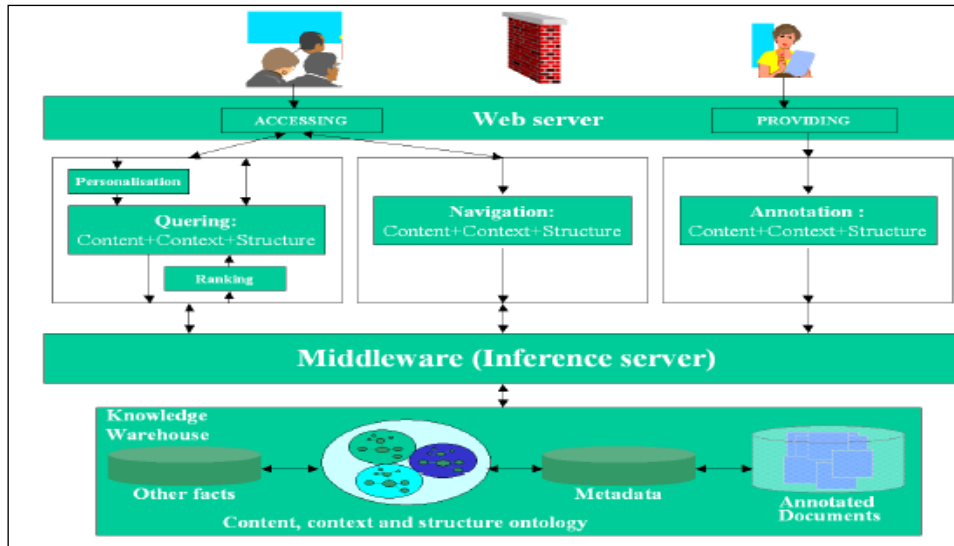 ACCESSING
Web server
PROVIDING
Personalisation
Quering:
Content+Context+Structure
Ranking
Navigation:
Content+Context+Structure
Annotation :
Content+Context+Structure
Middleware (Inference server)
Knowledge
Warehouse
Other facts
Content, context and structure ontology
Metadata
Annotated
Documents